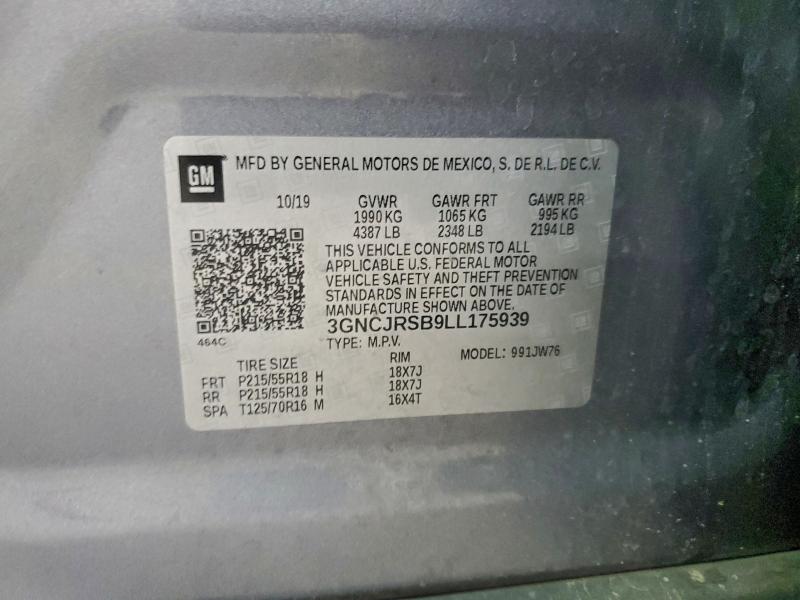 GM MFD BY GENERAL MOTORS DE MEXICO, S. DE R.L. DE C.V.
10/19 GVWR GAWR FRT GAWR RR
1990 KG 1065 KG 995 KG
4387 LB 2348 LB 2194 LB
THIS VEHICLE CONFORMS TO ALL
APPLICABLE U.S. FEDERAL MOTOR
VEHICLE SAFETY AND THEFT PREVENTION
STANDARDS IN EFFECT ON THE DATE OF
MANUFACTURE SHOWN ABOVE.
3GNCJRSB9LL175939
464C
TYPE: M.P.V. MODEL: 991JW76
TIRE SIZE RIM
FRT P215/55R18 H 18X7J
RR P215/55R18 H 18X7J
SPA T125/70R16 M 16X4T